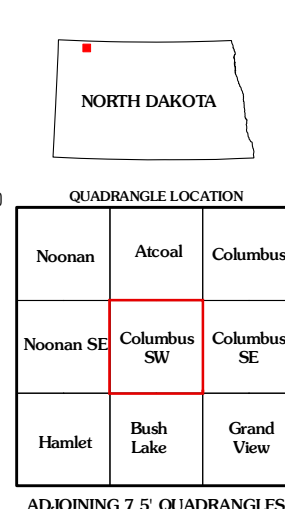 NORTH DAKOTA
QUADRANGLE LOCATION
Noonan
Atcoal
Columbus
Noonan SE
Columbus
SW
Columbus
SE
Hamlet
Bush
Lake
Grand
View
ADJOINING 7.5' QUADRANGLES